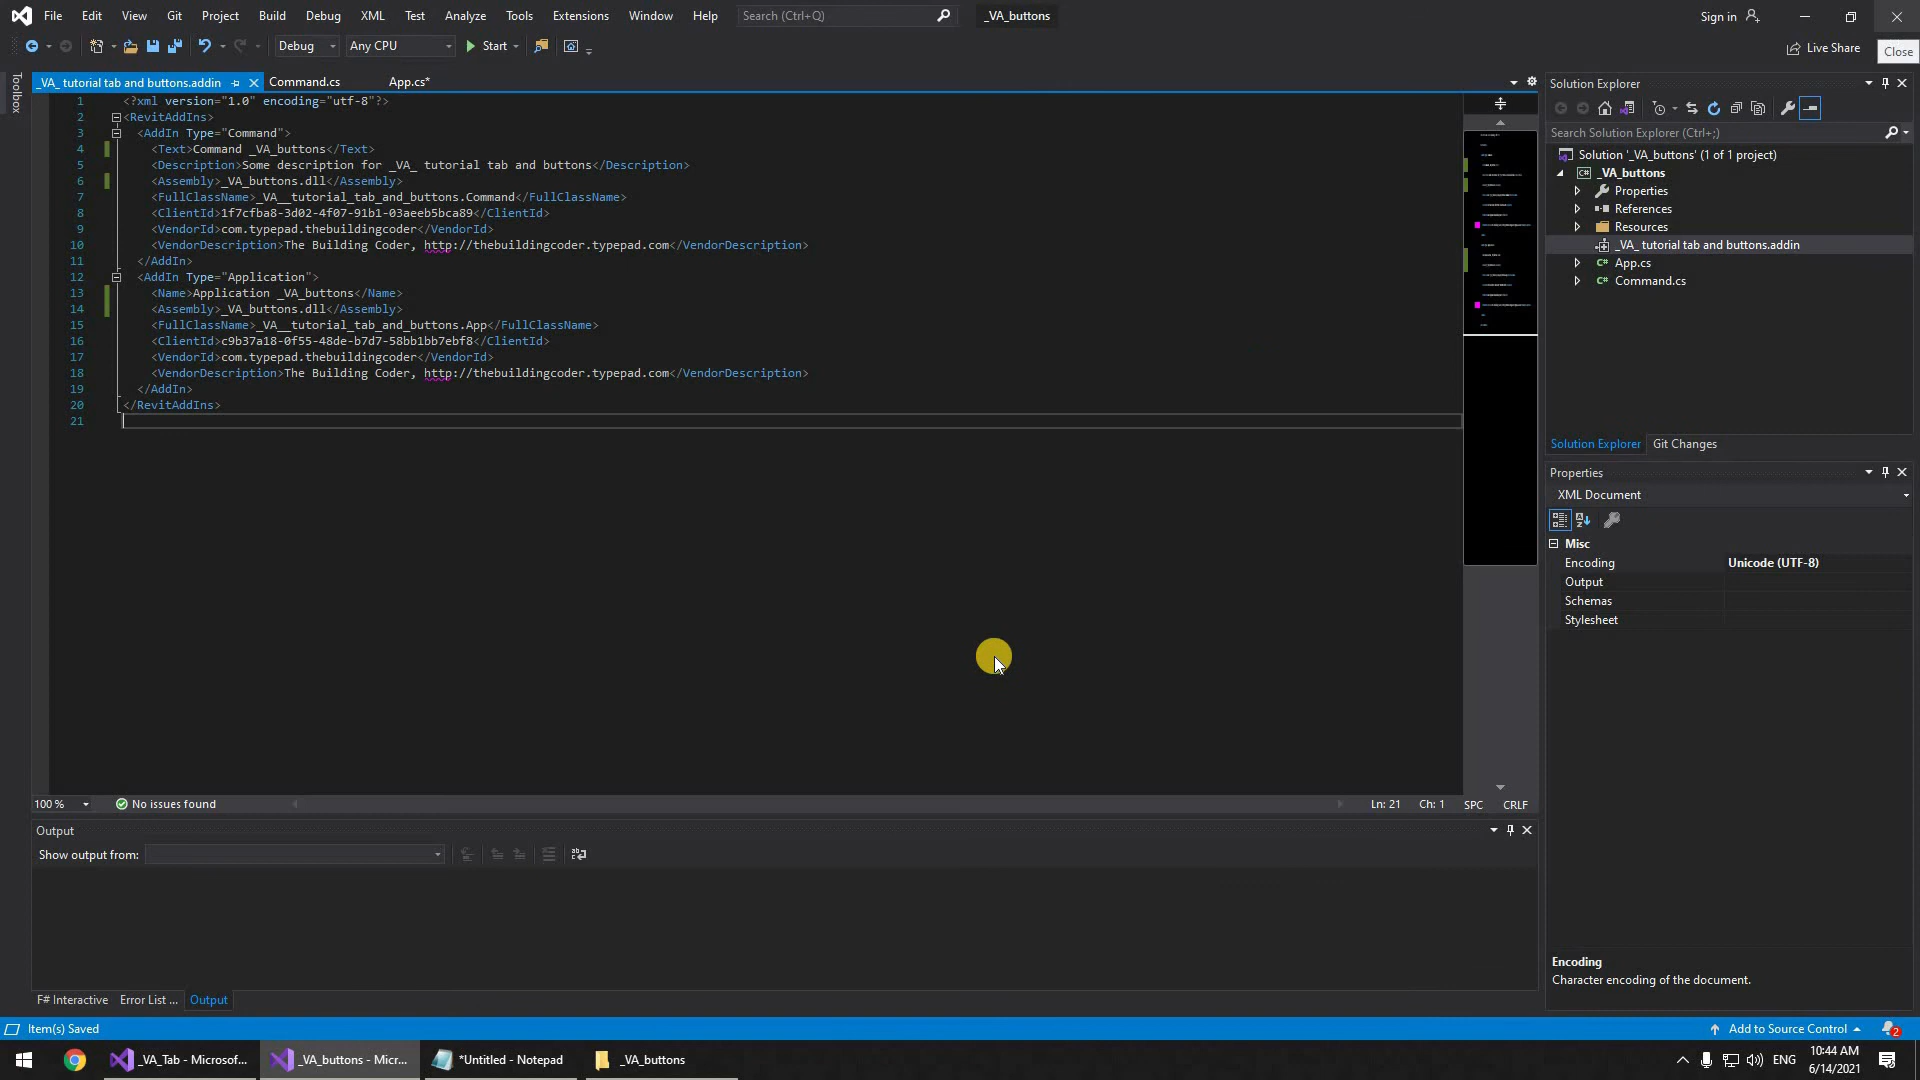 File Edit View Git Project Build Debug XML Test Analyze Tools Extensions Window Help Search (Ctrl+Q) _VA_buttons Sign in
Debug Any CPU Start Live Share Close
Toolbox
_VA_ tutorial tab and buttons.addin Command.cs App.cs*
1 <?xml version="1.0" encoding="utf-8"?>
2 <RevitAddIns>
3 <AddIn Type="Command">
4 <Text>Command _VA_buttons</Text>
5 <Description>Some description for _VA_ tutorial tab and buttons</Description>
6 <Assembly>_VA_buttons.dll</Assembly>
7 <FullClassName>_VA__tutorial_tab_and_buttons.Command</FullClassName>
8 <ClientId>1f7cfba8-3d02-4f07-91b1-03aeeb5bca89</ClientId>
9 <VendorId>com.typepad.thebuildingcoder</VendorId>
10 <VendorDescription>The Building Coder, http://thebuildingcoder.typepad.com</VendorDescription>
11 </AddIn>
12 <AddIn Type="Application">
13 <Name>Application _VA_buttons</Name>
14 <Assembly>_VA_buttons.dll</Assembly>
15 <FullClassName>_VA__tutorial_tab_and_buttons.App</FullClassName>
16 <ClientId>c9b37a18-0f55-48de-b7d7-58bb1bb7ebf8</ClientId>
17 <VendorId>com.typepad.thebuildingcoder</VendorId>
18 <VendorDescription>The Building Coder, http://thebuildingcoder.typepad.com</VendorDescription>
19 </AddIn>
20 </RevitAddIns>
21
100 % No issues found Ln: 21 Ch: 1 SPC CRLF
Output
Show output from:
F# Interactive Error List ... Output
Solution Explorer
Search Solution Explorer (Ctrl+;)
Solution '_VA_buttons' (1 of 1 project)
_VA_buttons
Properties
References
Resources
_VA_ tutorial tab and buttons.addin
App.cs
Command.cs
Solution Explorer Git Changes
Properties
XML Document
Misc
Encoding Unicode (UTF-8)
Output
Schemas
Stylesheet
Encoding
Character encoding of the document.
Item(s) Saved Add to Source Control 2
_VA_Tab - Microsof... _VA_buttons - Micr... *Untitled - Notepad _VA_buttons ENG 10:44 AM
6/14/2021